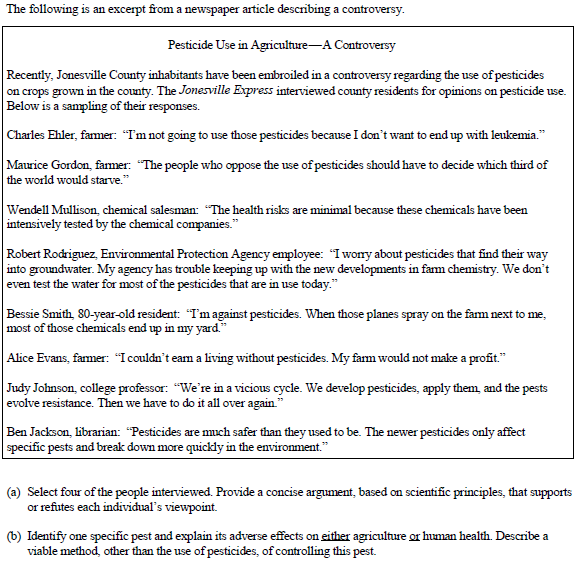 The following is an excerpt from a newspaper article describing a controversy.
Pesticide Use in Agriculture—A Controversy
Recently, Jonesville County inhabitants have been embroiled in a controversy regarding the use of pesticides
on crops grown in the county. The Jonesville Express interviewed county residents for opinions on pesticide use.
Below is a sampling of their responses.
Charles Ehler, farmer: “I’m not going to use those pesticides because I don’t want to end up with leukemia.”
Maurice Gordon, farmer: “The people who oppose the use of pesticides should have to decide which third of
the world would starve.”
Wendell Mullison, chemical salesman: “The health risks are minimal because these chemicals have been
intensively tested by the chemical companies.”
Robert Rodriguez, Environmental Protection Agency employee: “I worry about pesticides that find their way
into groundwater. My agency has trouble keeping up with the new developments in farm chemistry. We don’t
even test the water for most of the pesticides that are in use today.”
Bessie Smith, 80-year-old resident: “I’m against pesticides. When those planes spray on the farm next to me,
most of those chemicals end up in my yard.”
Alice Evans, farmer: “I couldn’t earn a living without pesticides. My farm would not make a profit.”
Judy Johnson, college professor: “We’re in a vicious cycle. We develop pesticides, apply them, and the pests
evolve resistance. Then we have to do it all over again.”
Ben Jackson, librarian: “Pesticides are much safer than they used to be. The newer pesticides only affect
specific pests and break down more quickly in the environment.”
(a) Select four of the people interviewed. Provide a concise argument, based on scientific principles, that supports
or refutes each individual’s viewpoint.
(b) Identify one specific pest and explain its adverse effects on either agriculture or human health. Describe a
viable method, other than the use of pesticides, of controlling this pest.